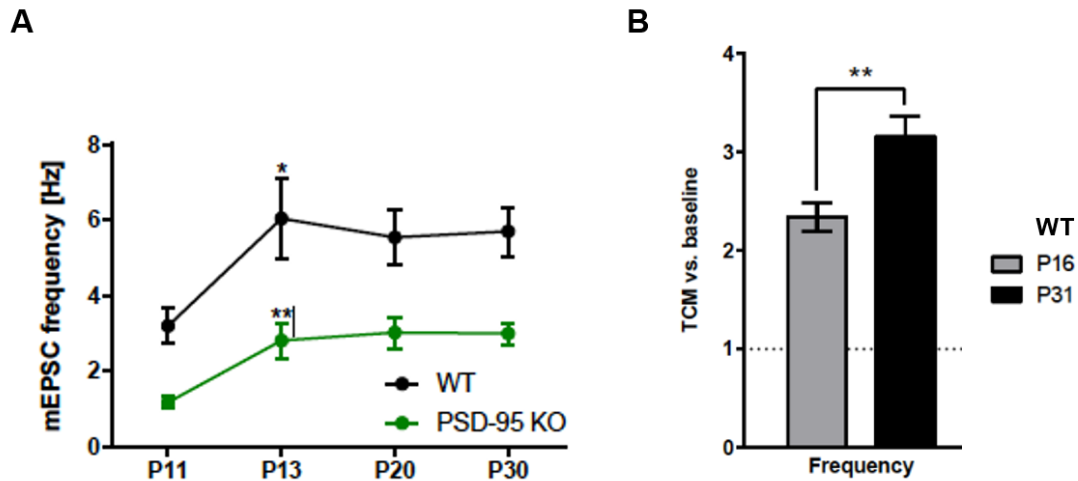 A
mEPSC frequency [Hz]
8
6
4
2
0
*
**
WT
PSD-95 KO
P11 P13 P20 P30
B
TCM vs. baseline
4
3
2
1
0
**
Frequency
WT
P16
P31